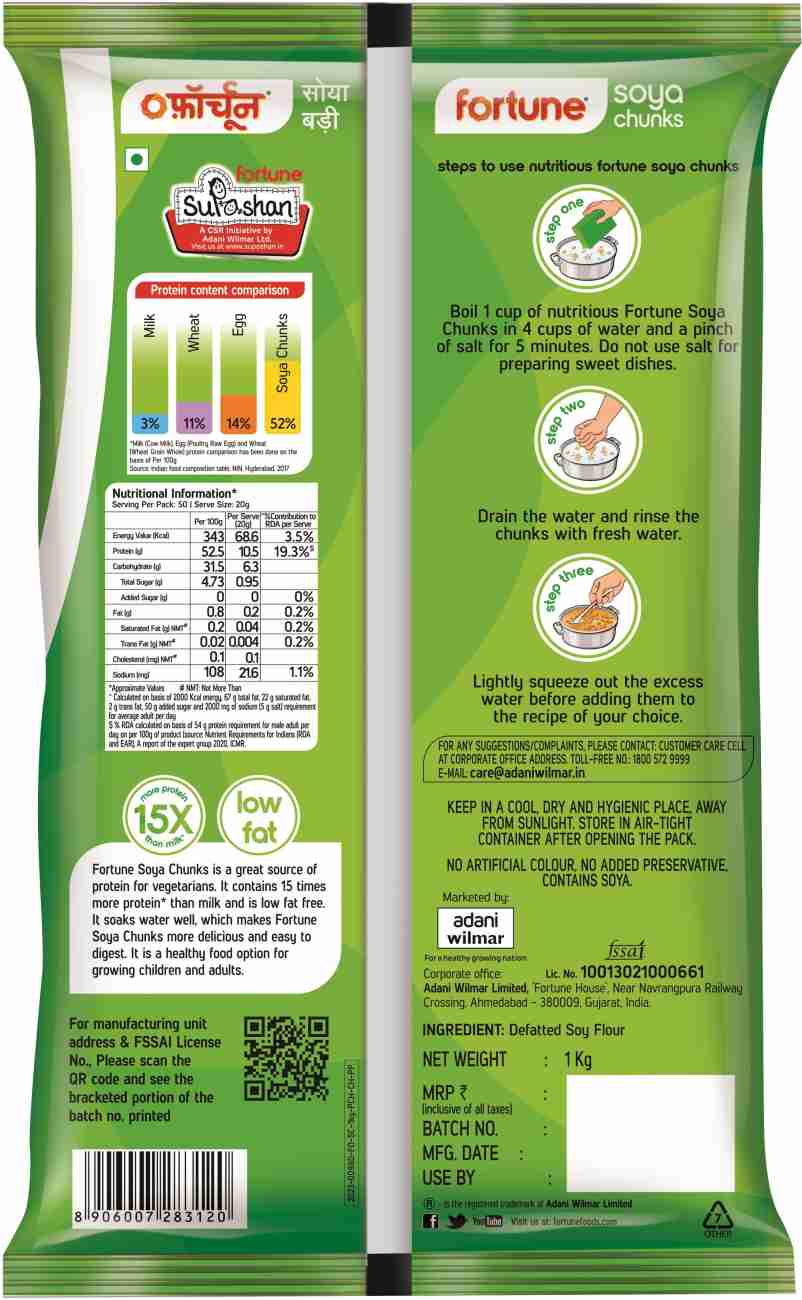 फ़ॉर्चून
सोया
बड़ी
fortune
SuPoshan
A CSR Initiative by
Adani Wilmar Ltd.
Visit us at www.suposhan.in
Protein content comparison
Milk
Wheat
Egg
Soya Chunks
3% 11% 14% 52%
*Milk (Cow Milk), Egg (Poultry Raw Egg) and Wheat
(Wheat Grain Whole) protein comparison has been done on the
basis of Per 100g
Source: Indian food composition table, NIN, Hyderabad, 2017
Nutritional Information*
Serving Per Pack: 50 | Serve Size: 20g
Per 100g Per Serve (20g) ^%Contribution to RDA per Serve
Energy Value (Kcal) 343 68.6 3.5%
Protein (g) 52.5 10.5 19.3%$
Carbohydrate (g) 31.5 6.3
Total Sugar (g) 4.73 0.95
Added Sugar (g) 0 0 0%
Fat (g) 0.8 0.2 0.2%
Saturated Fat (g) NMT# 0.2 0.04 0.2%
Trans Fat (g) NMT# 0.02 0.004 0.2%
Cholesterol (mg) NMT# 0.1 0.1
Sodium (mg) 108 21.6 1.1%
*Approximate Values # NMT: Not More Than
^ Calculated on basis of 2000 Kcal energy, 67 g total fat, 22 g saturated fat,
2 g trans fat, 50 g added sugar and 2000 mg of sodium (5 g salt) requirement
for average adult per day
$ % RDA calculated on basis of 54 g protein requirement for male adult per
day on per 100g of product (source: Nutrient Requirements for Indians (RDA
and EAR), A report of the expert group 2020, ICMR.
more protein
15X
than milk*
low
fat
Fortune Soya Chunks is a great source of
protein for vegetarians. It contains 15 times
more protein* than milk and is low fat free.
It soaks water well, which makes Fortune
Soya Chunks more delicious and easy to
digest. It is a healthy food option for
growing children and adults.
For manufacturing unit
address & FSSAI License
No., Please scan the
QR code and see the
bracketed portion of the
batch no. printed
2023-00980-FO-SC-1kg-PCH-CH-PP
8 906007 283120
fortune
soya
chunks
steps to use nutritious fortune soya chunks
step one
Boil 1 cup of nutritious Fortune Soya
Chunks in 4 cups of water and a pinch
of salt for 5 minutes. Do not use salt for
preparing sweet dishes.
step two
Drain the water and rinse the
chunks with fresh water.
step three
Lightly squeeze out the excess
water before adding them to
the recipe of your choice.
FOR ANY SUGGESTIONS/COMPLAINTS, PLEASE CONTACT: CUSTOMER CARE CELL
AT CORPORATE OFFICE ADDRESS. TOLL-FREE NO.: 1800 572 9999
E-MAIL: care@adaniwilmar.in
KEEP IN A COOL, DRY AND HYGIENIC PLACE, AWAY
FROM SUNLIGHT. STORE IN AIR-TIGHT
CONTAINER AFTER OPENING THE PACK.
NO ARTIFICIAL COLOUR, NO ADDED PRESERVATIVE,
CONTAINS SOYA.
Marketed by:
adani
wilmar
For a healthy growing nation
fssai
Corporate office: Lic. No. 10013021000661
Adani Wilmar Limited, 'Fortune House', Near Navrangpura Railway
Crossing, Ahmedabad – 380009, Gujarat, India.
INGREDIENT: Defatted Soy Flour
NET WEIGHT : 1 Kg
MRP ₹ :
(inclusive of all taxes)
BATCH NO. :
MFG. DATE :
USE BY :
® - is the registered trademark of Adani Wilmar Limited
f YouTube Visit us at: fortunefoods.com
7
OTHER